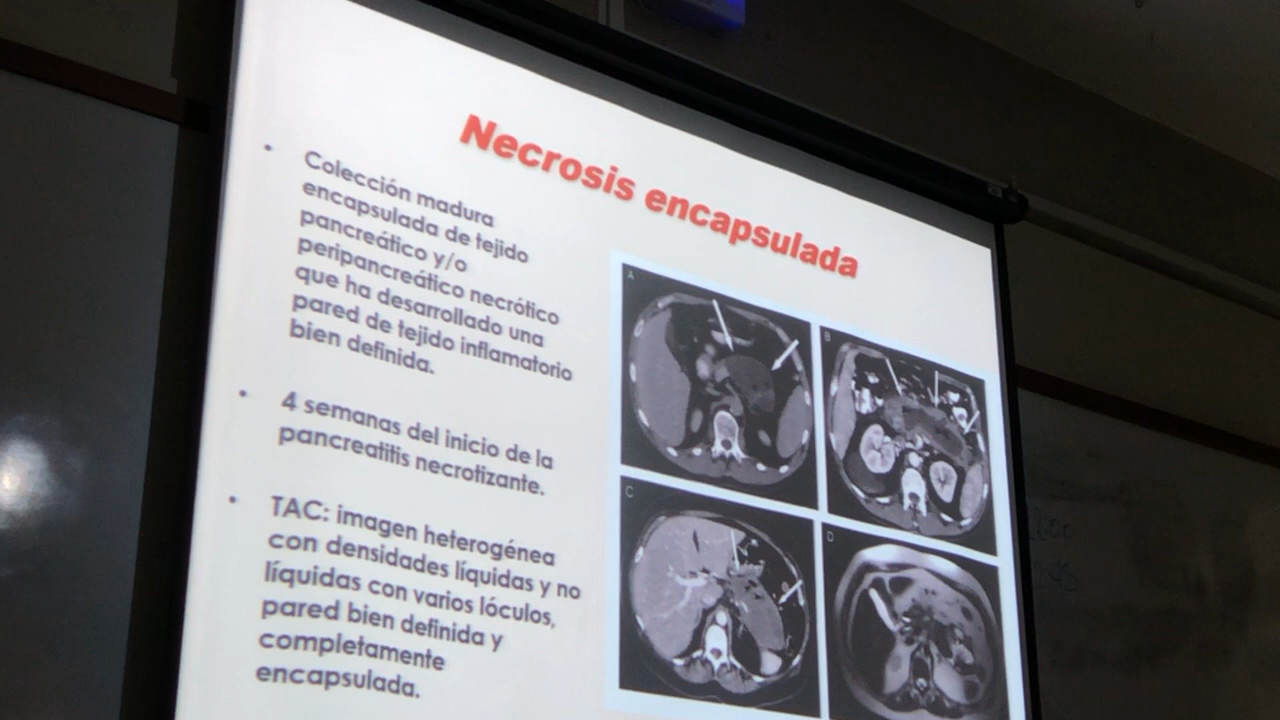 Necrosis encapsulada
• Colección madura
encapsulada de tejido
pancreático y/o
peripancreático necrótico
que ha desarrollado una
pared de tejido inflamatorio
bien definida.
• 4 semanas del inicio de la
pancreatitis necrotizante.
• TAC: imagen heterogénea
con densidades líquidas y no
líquidas con varios lóculos,
pared bien definida y
completamente
encapsulada.
A
B
C
D